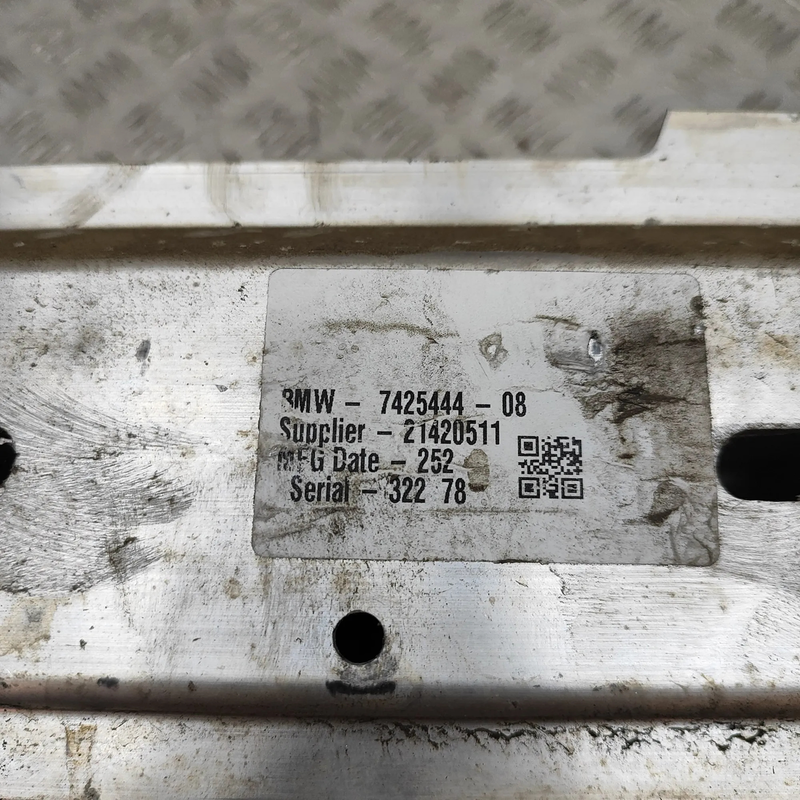 BMW - 7425444 - 08
Supplier - 21420511
MFG Date - 252
Serial - 322 78